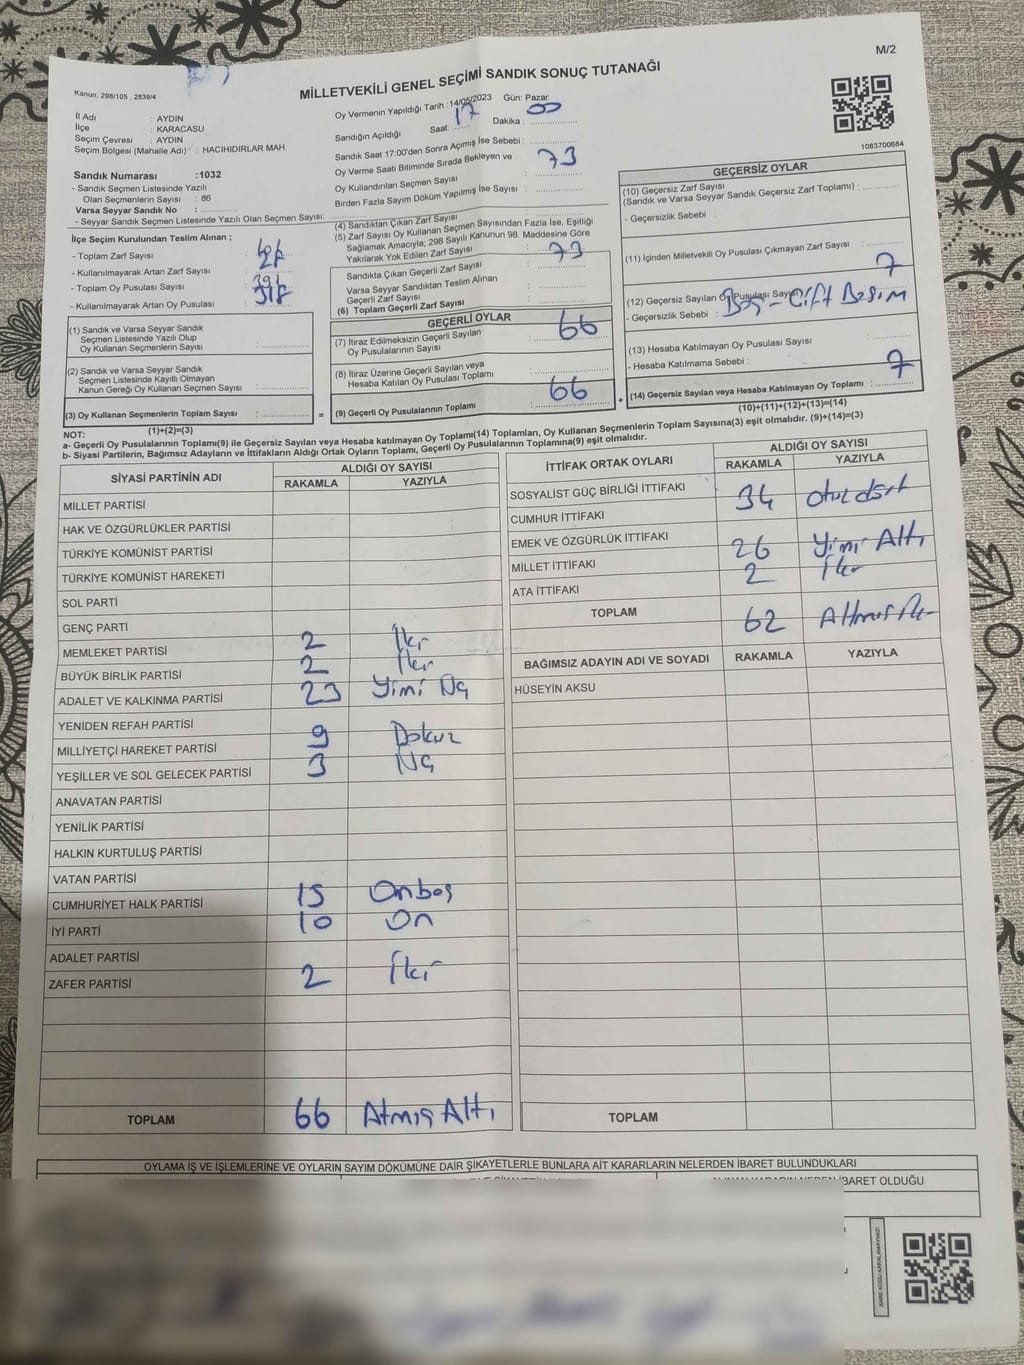 M/2
MİLLETVEKİLİ GENEL SEÇİMİ SANDIK SONUÇ TUTANAĞI
Kanun, 298/105 , 2839/4
İl Adı : AYDIN
İlçe : KARACASU
Seçim Çevresi : AYDIN
Seçim Bölgesi (Mahalle Adı) : HACIHIDIRLAR MAH.
Sandık Numarası :1032
- Sandık Seçmen Listesinde Yazılı
Olan Seçmenlerin Sayısı : 86
Varsa Seyyar Sandık No :
- Seyyar Sandık Seçmen Listesinde Yazılı Olan Seçmen Sayısı:
Oy Vermenin Yapıldığı Tarih : 14/05/2023 Gün: Pazar
Sandığın Açıldığı Saat: 17 Dakika : 00
Sandık Saat 17:00'den Sonra Açımış İse Sebebi :
Oy Verme Saati Bitiminde Sırada Bekleyen ve
Oy Kullandırılan Seçmen Sayısı : 73
Birden Fazla Sayım Döküm Yapılmış İse Sayısı :
(4) Sandıktan Çıkan Zarf Sayısı
(5) Zarf Sayısı Oy Kullanan Seçmen Sayısından Fazla İse, Eşitliği
Sağlamak Amacıyla; 298 Sayılı Kanunun 98. Maddesine Göre
Yakılarak Yok Edilen Zarf Sayısı : 73
1083700684
İlçe Seçim Kurulundan Teslim Alınan ;
- Toplam Zarf Sayısı :
- Kullanılmayarak Artan Zarf Sayısı :
- Toplam Oy Pusulası Sayısı :
- Kullanılmayarak Artan Oy Pusulası :
Sandıkta Çıkan Geçerli Zarf Sayısı
Varsa Seyyar Sandıktan Teslim Alınan
Geçerli Zarf Sayısı
(6) Toplam Geçerli Zarf Sayısı
GEÇERSİZ OYLAR
(10) Geçersiz Zarf Sayısı
(Sandık ve Varsa Seyyar Sandık Geçersiz Zarf Toplamı) :
- Geçersizlik Sebebi :
(11) İçinden Milletvekili Oy Pusulası Çıkmayan Zarf Sayısı
7
(12) Geçersiz Sayılan Oy Pusulası Sayısı
- Geçersizlik Sebebi : Boş - Çift Basım
(13) Hesaba Katılmayan Oy Pusulası Sayısı
- Hesaba Katılmama Sebebi :
(14) Geçersiz Sayılan veya Hesaba Katılmayan Oy Toplamı : 7
(10)+(11)+(12)+(13)=(14)
(1) Sandık ve Varsa Seyyar Sandık
Seçmen Listesinde Yazılı Olup
Oy Kullanan Seçmenlerin Sayısı :
(2) Sandık ve Varsa Seyyar Sandık
Seçmen Listesinde Kayıtlı Olmayan
Kanun Gereği Oy Kullanan Seçmen Sayısı :
(3) Oy Kullanan Seçmenlerin Toplam Sayısı :
(1)+(2)=(3)
GEÇERLİ OYLAR
(7) İtiraz Edilmeksizin Geçerli Sayılan
Oy Pusulalarının Sayısı : 66
(8) İtiraz Üzerine Geçerli Sayılan veya
Hesaba Katılan Oy Pusulası Toplamı :
(9) Geçerli Oy Pusulalarının Toplamı : 66
NOT:
a- Geçerli Oy Pusulalarının Toplamı(9) ile Geçersiz Sayılan veya Hesaba katılmayan Oy Toplamı(14) Toplamları, Oy Kullanan Seçmenlerin Toplam Sayısına(3) eşit olmalıdır. (9)+(14)=(3)
b- Siyasi Partilerin, Bağımsız Adayların ve İttifakların Aldığı Ortak Oyların Toplamı, Geçerli Oy Pusulalarının Toplamına(9) eşit olmalıdır.
SİYASİ PARTİNİN ADI ALDIĞI OY SAYISI
RAKAMLA YAZIYLA
MİLLET PARTİSİ
HAK VE ÖZGÜRLÜKLER PARTİSİ
TÜRKİYE KOMÜNİST PARTİSİ
TÜRKİYE KOMÜNİST HAREKETİ
SOL PARTİ
GENÇ PARTİ
MEMLEKET PARTİSİ 2 İki
BÜYÜK BİRLİK PARTİSİ 2 İki
ADALET VE KALKINMA PARTİSİ 23 Yimi Üç
YENİDEN REFAH PARTİSİ
MİLLİYETÇİ HAREKET PARTİSİ 9 Dokuz
YEŞİLLER VE SOL GELECEK PARTİSİ 3 Üç
ANAVATAN PARTİSİ
YENİLİK PARTİSİ
HALKIN KURTULUŞ PARTİSİ
VATAN PARTİSİ
CUMHURİYET HALK PARTİSİ 15 Onbeş
İYİ PARTİ 10 On
ADALET PARTİSİ
ZAFER PARTİSİ 2 İki
TOPLAM 66 Atmış Altı
İTTİFAK ORTAK OYLARI ALDIĞI OY SAYISI
RAKAMLA YAZIYLA
SOSYALİST GÜÇ BİRLİĞİ İTTİFAKI
CUMHUR İTTİFAKI 34 otuz dört
EMEK VE ÖZGÜRLÜK İTTİFAKI
MİLLET İTTİFAKI 26 Yimi Altı
ATA İTTİFAKI 2 İki
TOPLAM 62 Altmış İki
BAĞIMSIZ ADAYIN ADI VE SOYADI RAKAMLA YAZIYLA
HÜSEYİN AKSU
TOPLAM
OYLAMA İŞ VE İŞLEMLERİNE VE OYLARIN SAYIM DÖKÜMÜNE DAİR ŞİKAYETLERLE BUNLARA AİT KARARLARIN NELERDEN İBARET BULUNDUKLARI
İBARET OLDUĞU
KARE KODU KARALAMAYINIZ!